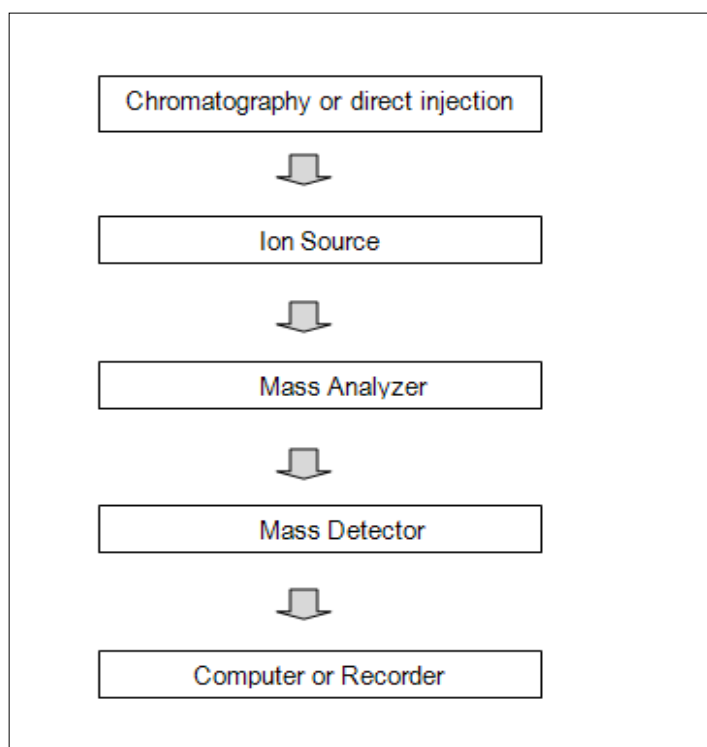 Chromatography or direct injection
Ion Source
Mass Analyzer
Mass Detector
Computer or Recorder